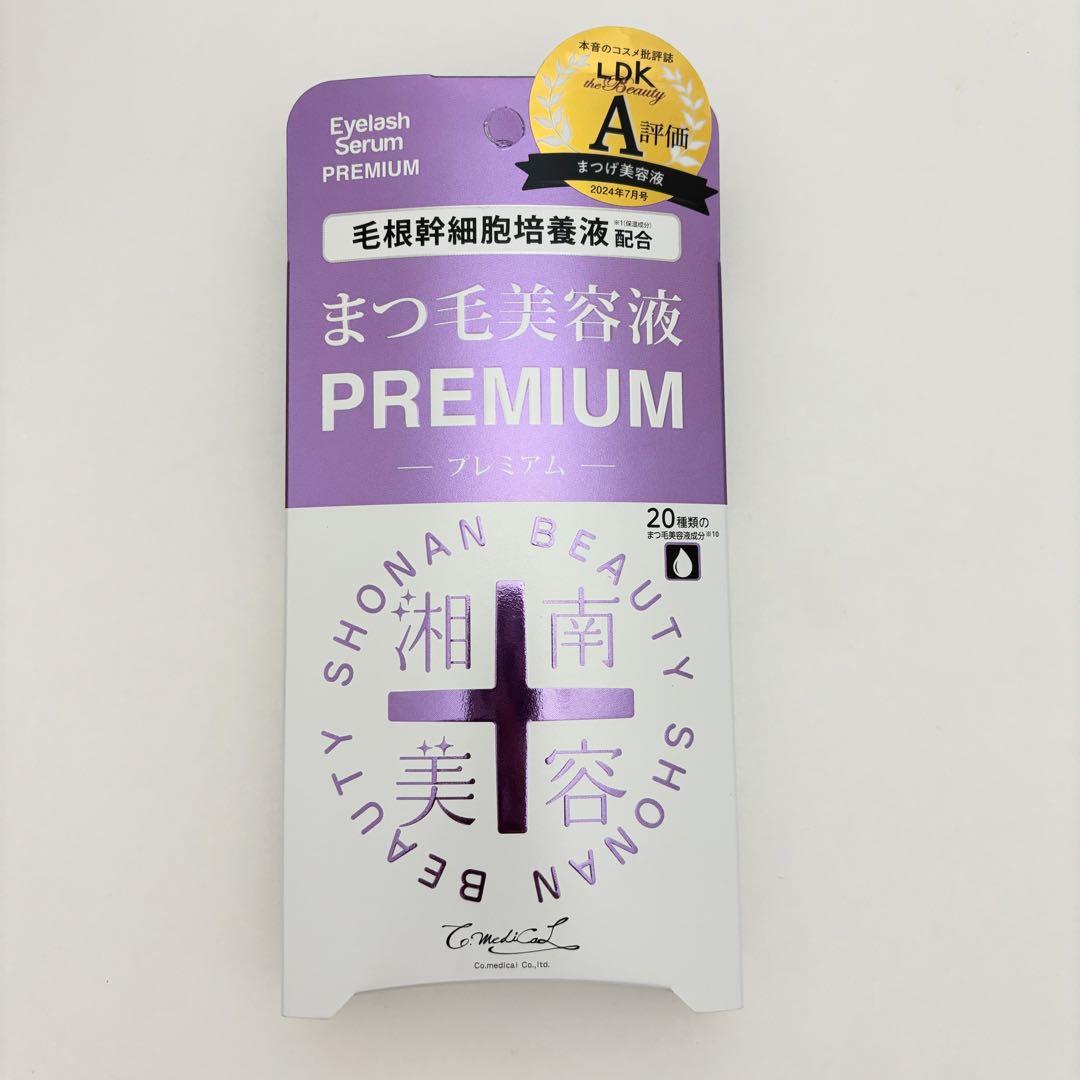 本音のコスメ批評誌
LDK
the Beauty
A評価
まつげ美容液
2024年7月号
Eyelash
Serum
PREMIUM
毛根幹細胞培養液※1(保湿成分)配合
まつ毛美容液
PREMIUM
— プレミアム —
20種類の
まつ毛美容液成分※10
SHONAN BEAUTY SHONAN BEAUTY
湘南
美容
Co.medical
Co.medical Co.,ltd.